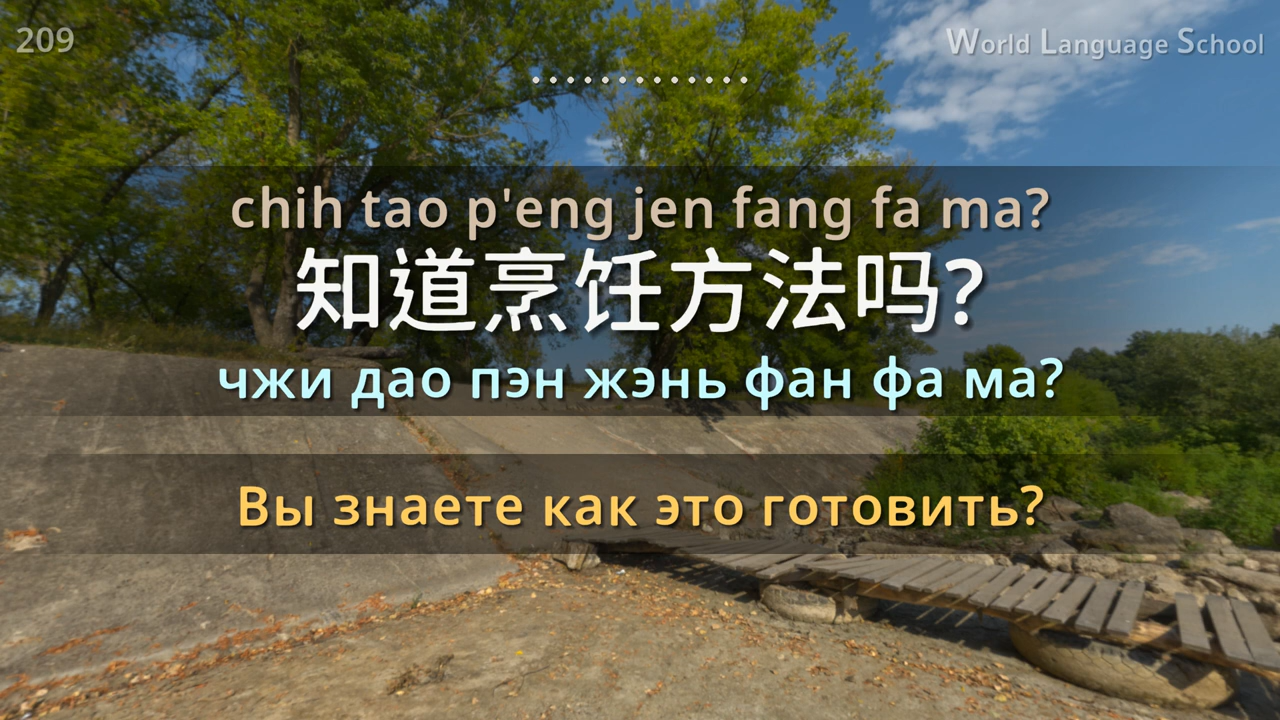 209
World Language School
chih tao p'eng jen fang fa ma?
知道烹饪方法吗?
чжи дао пэн жэнь фан фа ма?
Вы знаете как это готовить?